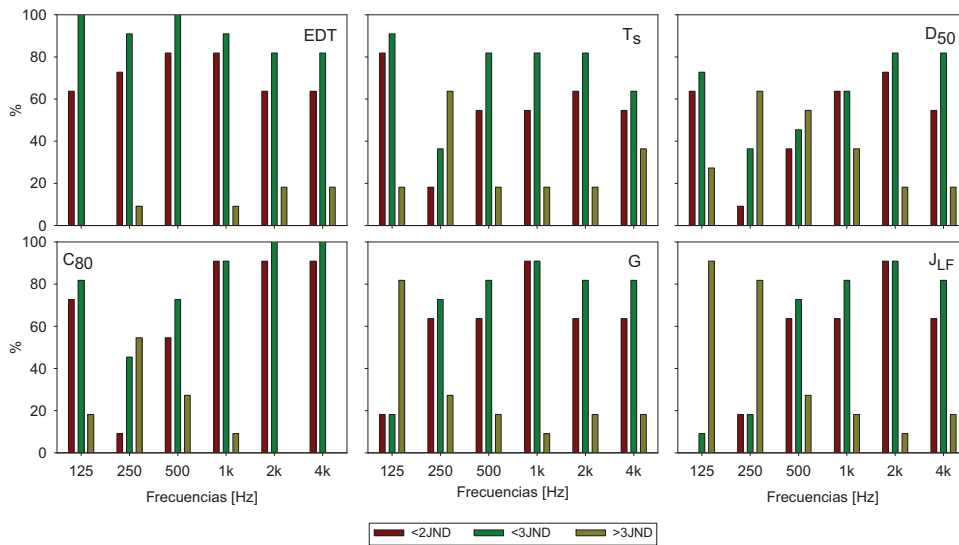 100
80
60
40
20
0
%
EDT
Ts
D50
100
80
60
40
20
0
%
C80
G
JLF
125 250 500 1k 2k 4k
125 250 500 1k 2k 4k
125 250 500 1k 2k 4k
Frecuencias [Hz]
Frecuencias [Hz]
Frecuencias [Hz]
<2JND <3JND >3JND